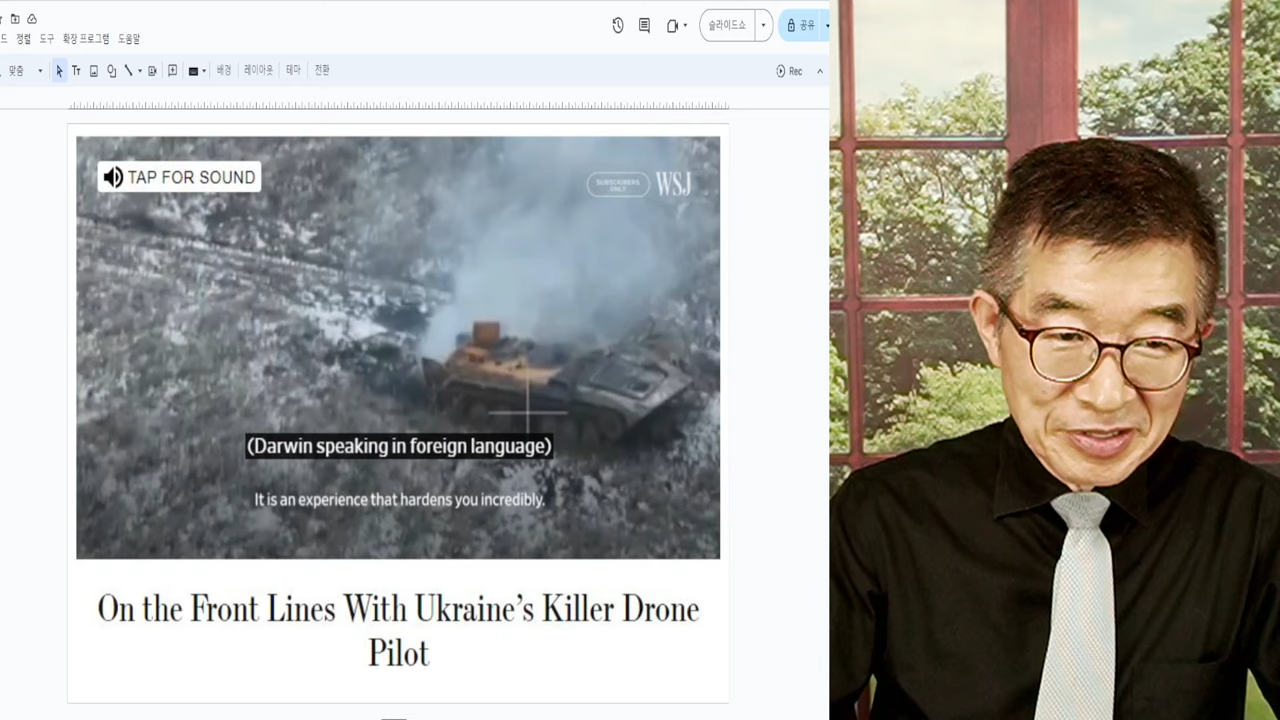 정렬 도구 확장 프로그램 도움말
슬라이드쇼
공유
맞춤
Tт
배경 레이아웃 테마 전환
Rec
TAP FOR SOUND
SUBSCRIBERS
ONLY
WSJ
(Darwin speaking in foreign language)
It is an experience that hardens you incredibly.
On the Front Lines With Ukraine's Killer Drone
Pilot